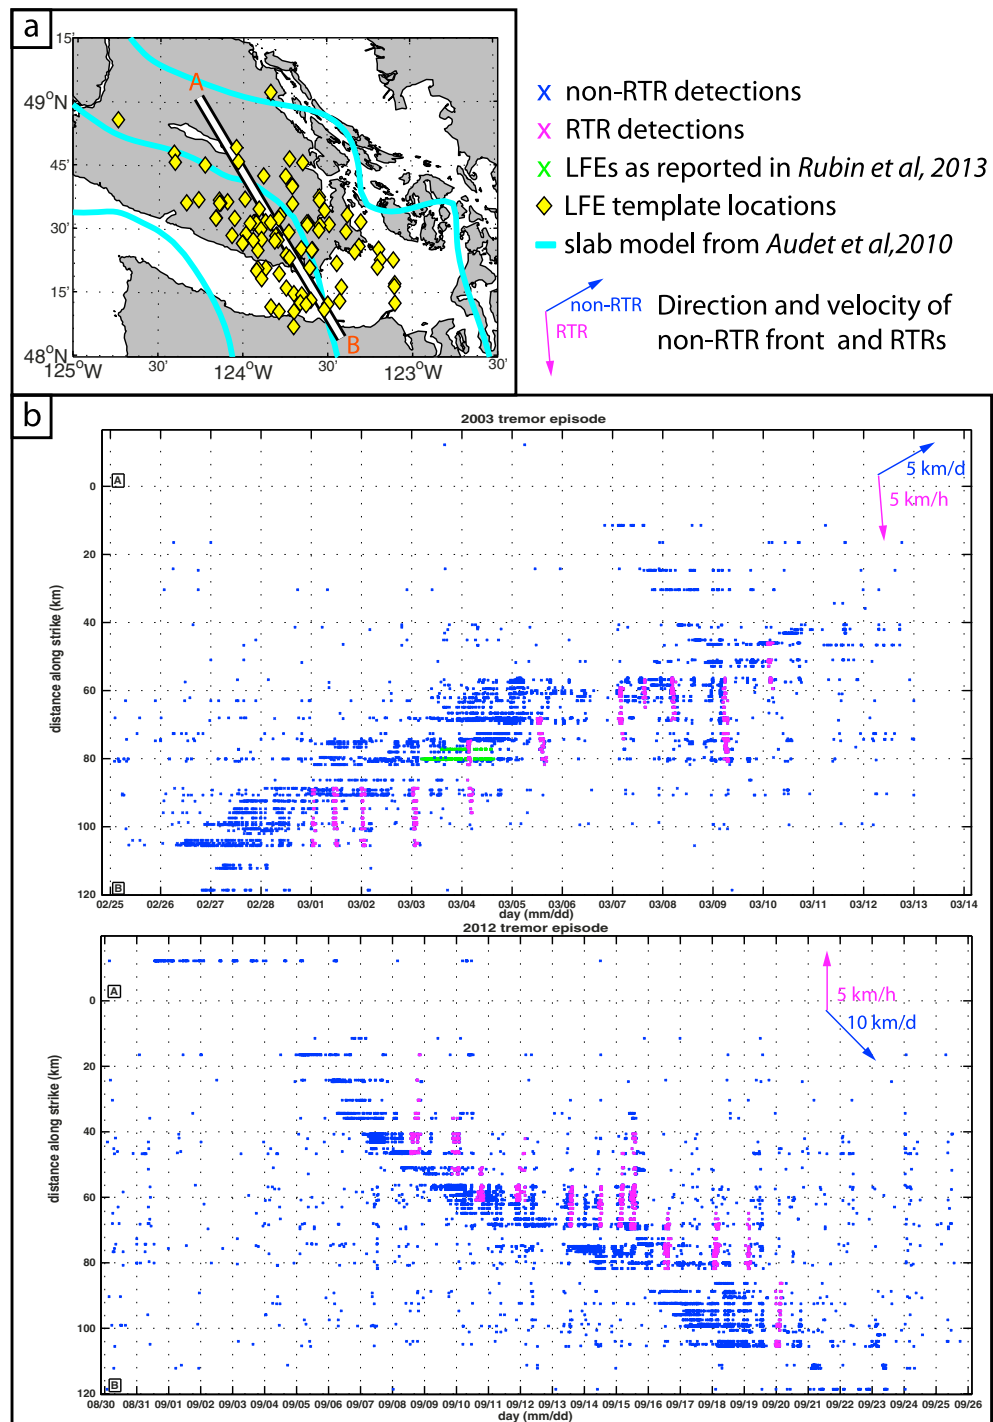 a
15'
49°N
45'
30'
15'
48°N
125°W
30'
124°W
30'
123°W
30'
A
B
x non-RTR detections
x RTR detections
x LFEs as reported in Rubin et al, 2013
LFE template locations
slab model from Audet et al,2010
non-RTR
RTR
Direction and velocity of
non-RTR front and RTRs
b
2003 tremor episode
A
B
5 km/d
5 km/h
distance along strike (km)
0
20
40
60
80
100
120
02/25 02/26 02/27 02/28 03/01 03/02 03/03 03/04 03/05 03/06 03/07 03/08 03/09 03/10 03/11 03/12 03/13 03/14
day (mm/dd)
2012 tremor episode
A
B
5 km/h
10 km/d
distance along strike (km)
0
20
40
60
80
100
120
08/30 08/31 09/01 09/02 09/03 09/04 09/05 09/06 09/07 09/08 09/09 09/10 09/11 09/12 09/13 09/14 09/15 09/16 09/17 09/18 09/19 09/20 09/21 09/22 09/23 09/24 09/25 09/26
day (mm/dd)